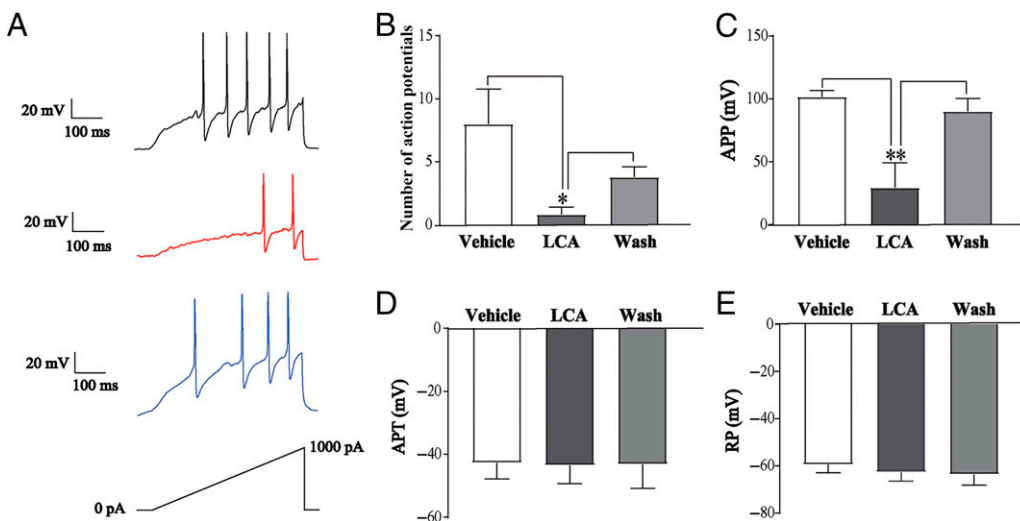 A
20 mV
100 ms
20 mV
100 ms
20 mV
100 ms
1000 pA
0 pA
B
Number of action potentials
15
10
5
0
*
Vehicle LCA Wash
C
APP (mV)
150
100
50
0
**
Vehicle LCA Wash
D
Vehicle LCA Wash
APT (mV)
0
−20
−40
−60
E
Vehicle LCA Wash
RP (mV)
0
−20
−40
−60
−80